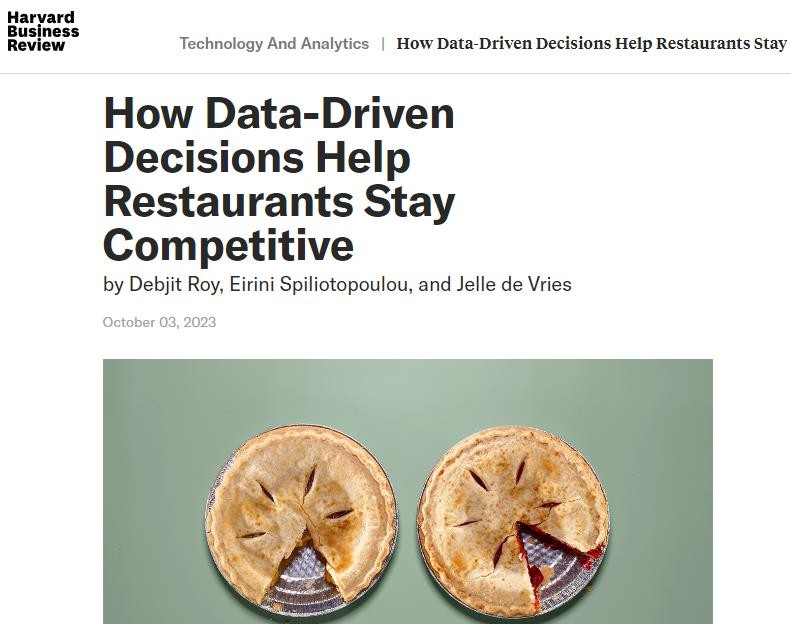 Harvard
Business
Review
Technology And Analytics | How Data-Driven Decisions Help Restaurants Stay
How Data-Driven
Decisions Help
Restaurants Stay
Competitive
by Debjit Roy, Eirini Spiliotopoulou, and Jelle de Vries
October 03, 2023